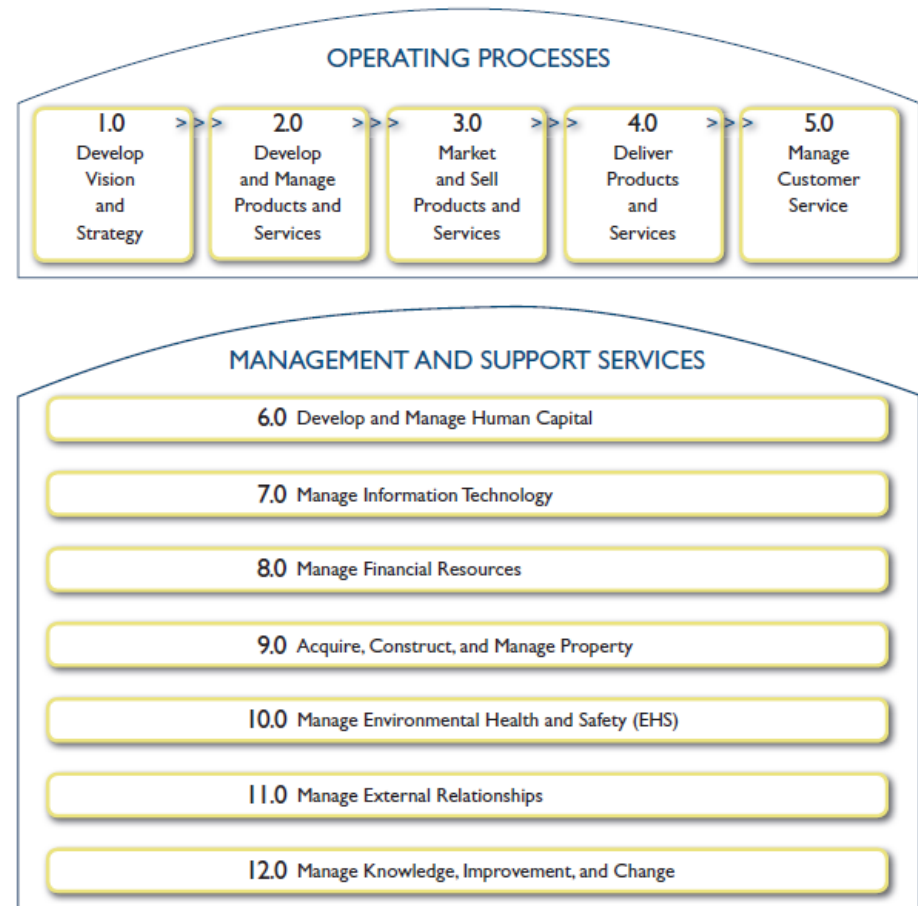 OPERATING PROCESSES
1.0 >>> 2.0 >>> 3.0 >>> 4.0 >>> 5.0
Develop
Vision
and
Strategy
Develop
and Manage
Products and
Services
Market
and Sell
Products and
Services
Deliver
Products
and
Services
Manage
Customer
Service
MANAGEMENT AND SUPPORT SERVICES
6.0 Develop and Manage Human Capital
7.0 Manage Information Technology
8.0 Manage Financial Resources
9.0 Acquire, Construct, and Manage Property
10.0 Manage Environmental Health and Safety (EHS)
11.0 Manage External Relationships
12.0 Manage Knowledge, Improvement, and Change